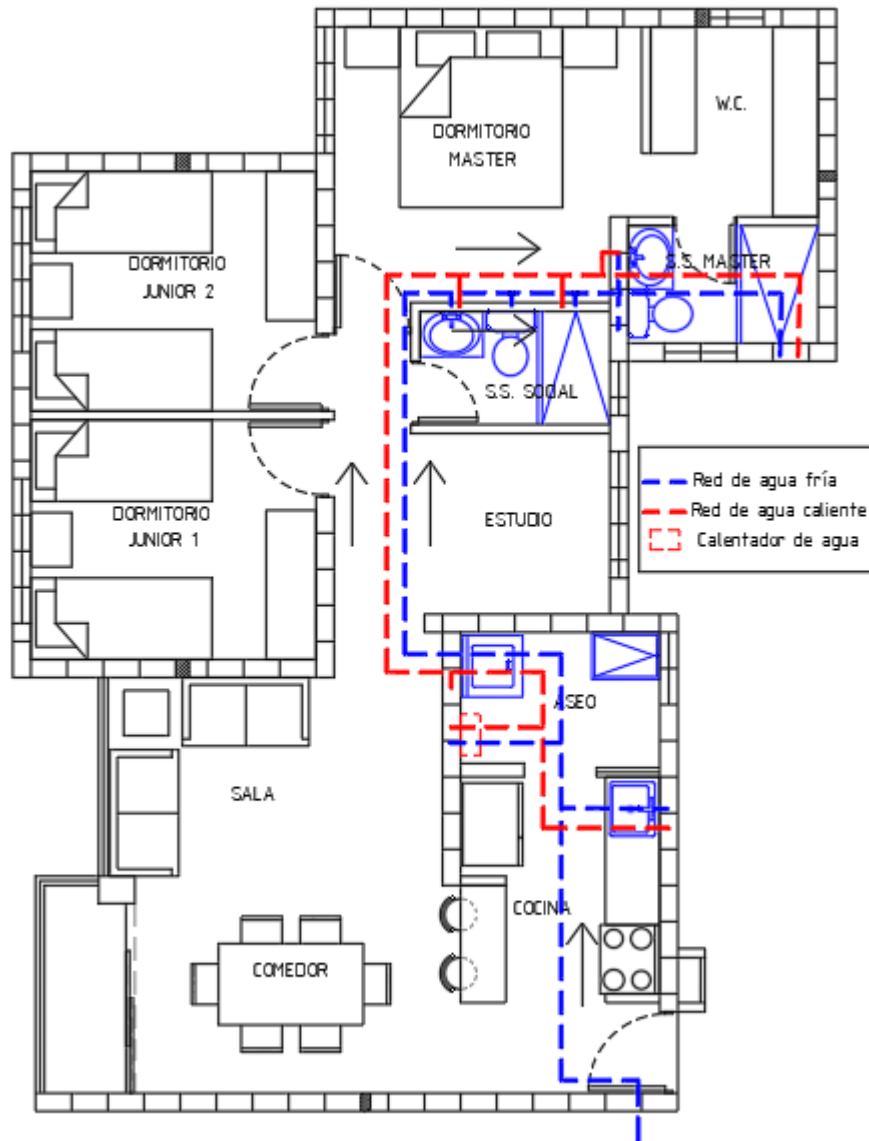 W.C.
DORMITORIO
MASTER
DORMITORIO
JUNIOR 2
S.S. MASTER
S.S. SOCIAL
Red de agua fría
Red de agua caliente
Calentador de agua
DORMITORIO
JUNIOR 1
ESTUDIO
ASEO
SALA
COCINA
COMEDOR